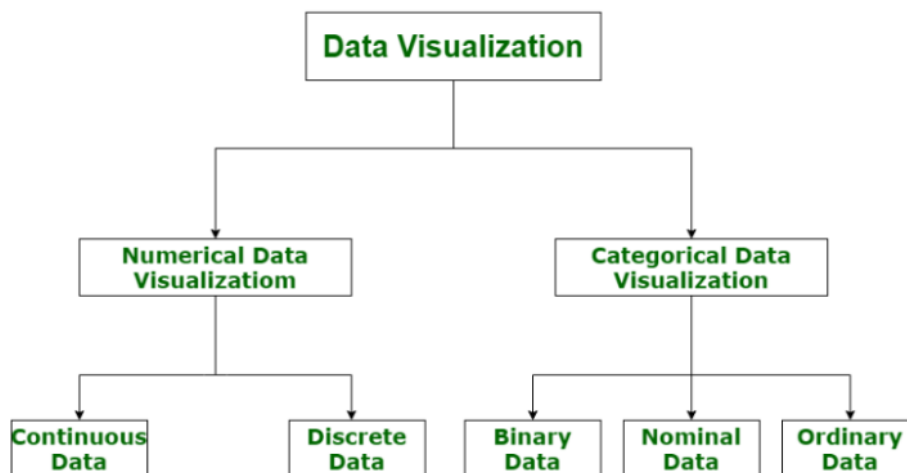 Data Visualization
Numerical Data
Visualizatiom
Categorical Data
Visualization
Continuous
Data
Discrete
Data
Binary
Data
Nominal
Data
Ordinary
Data